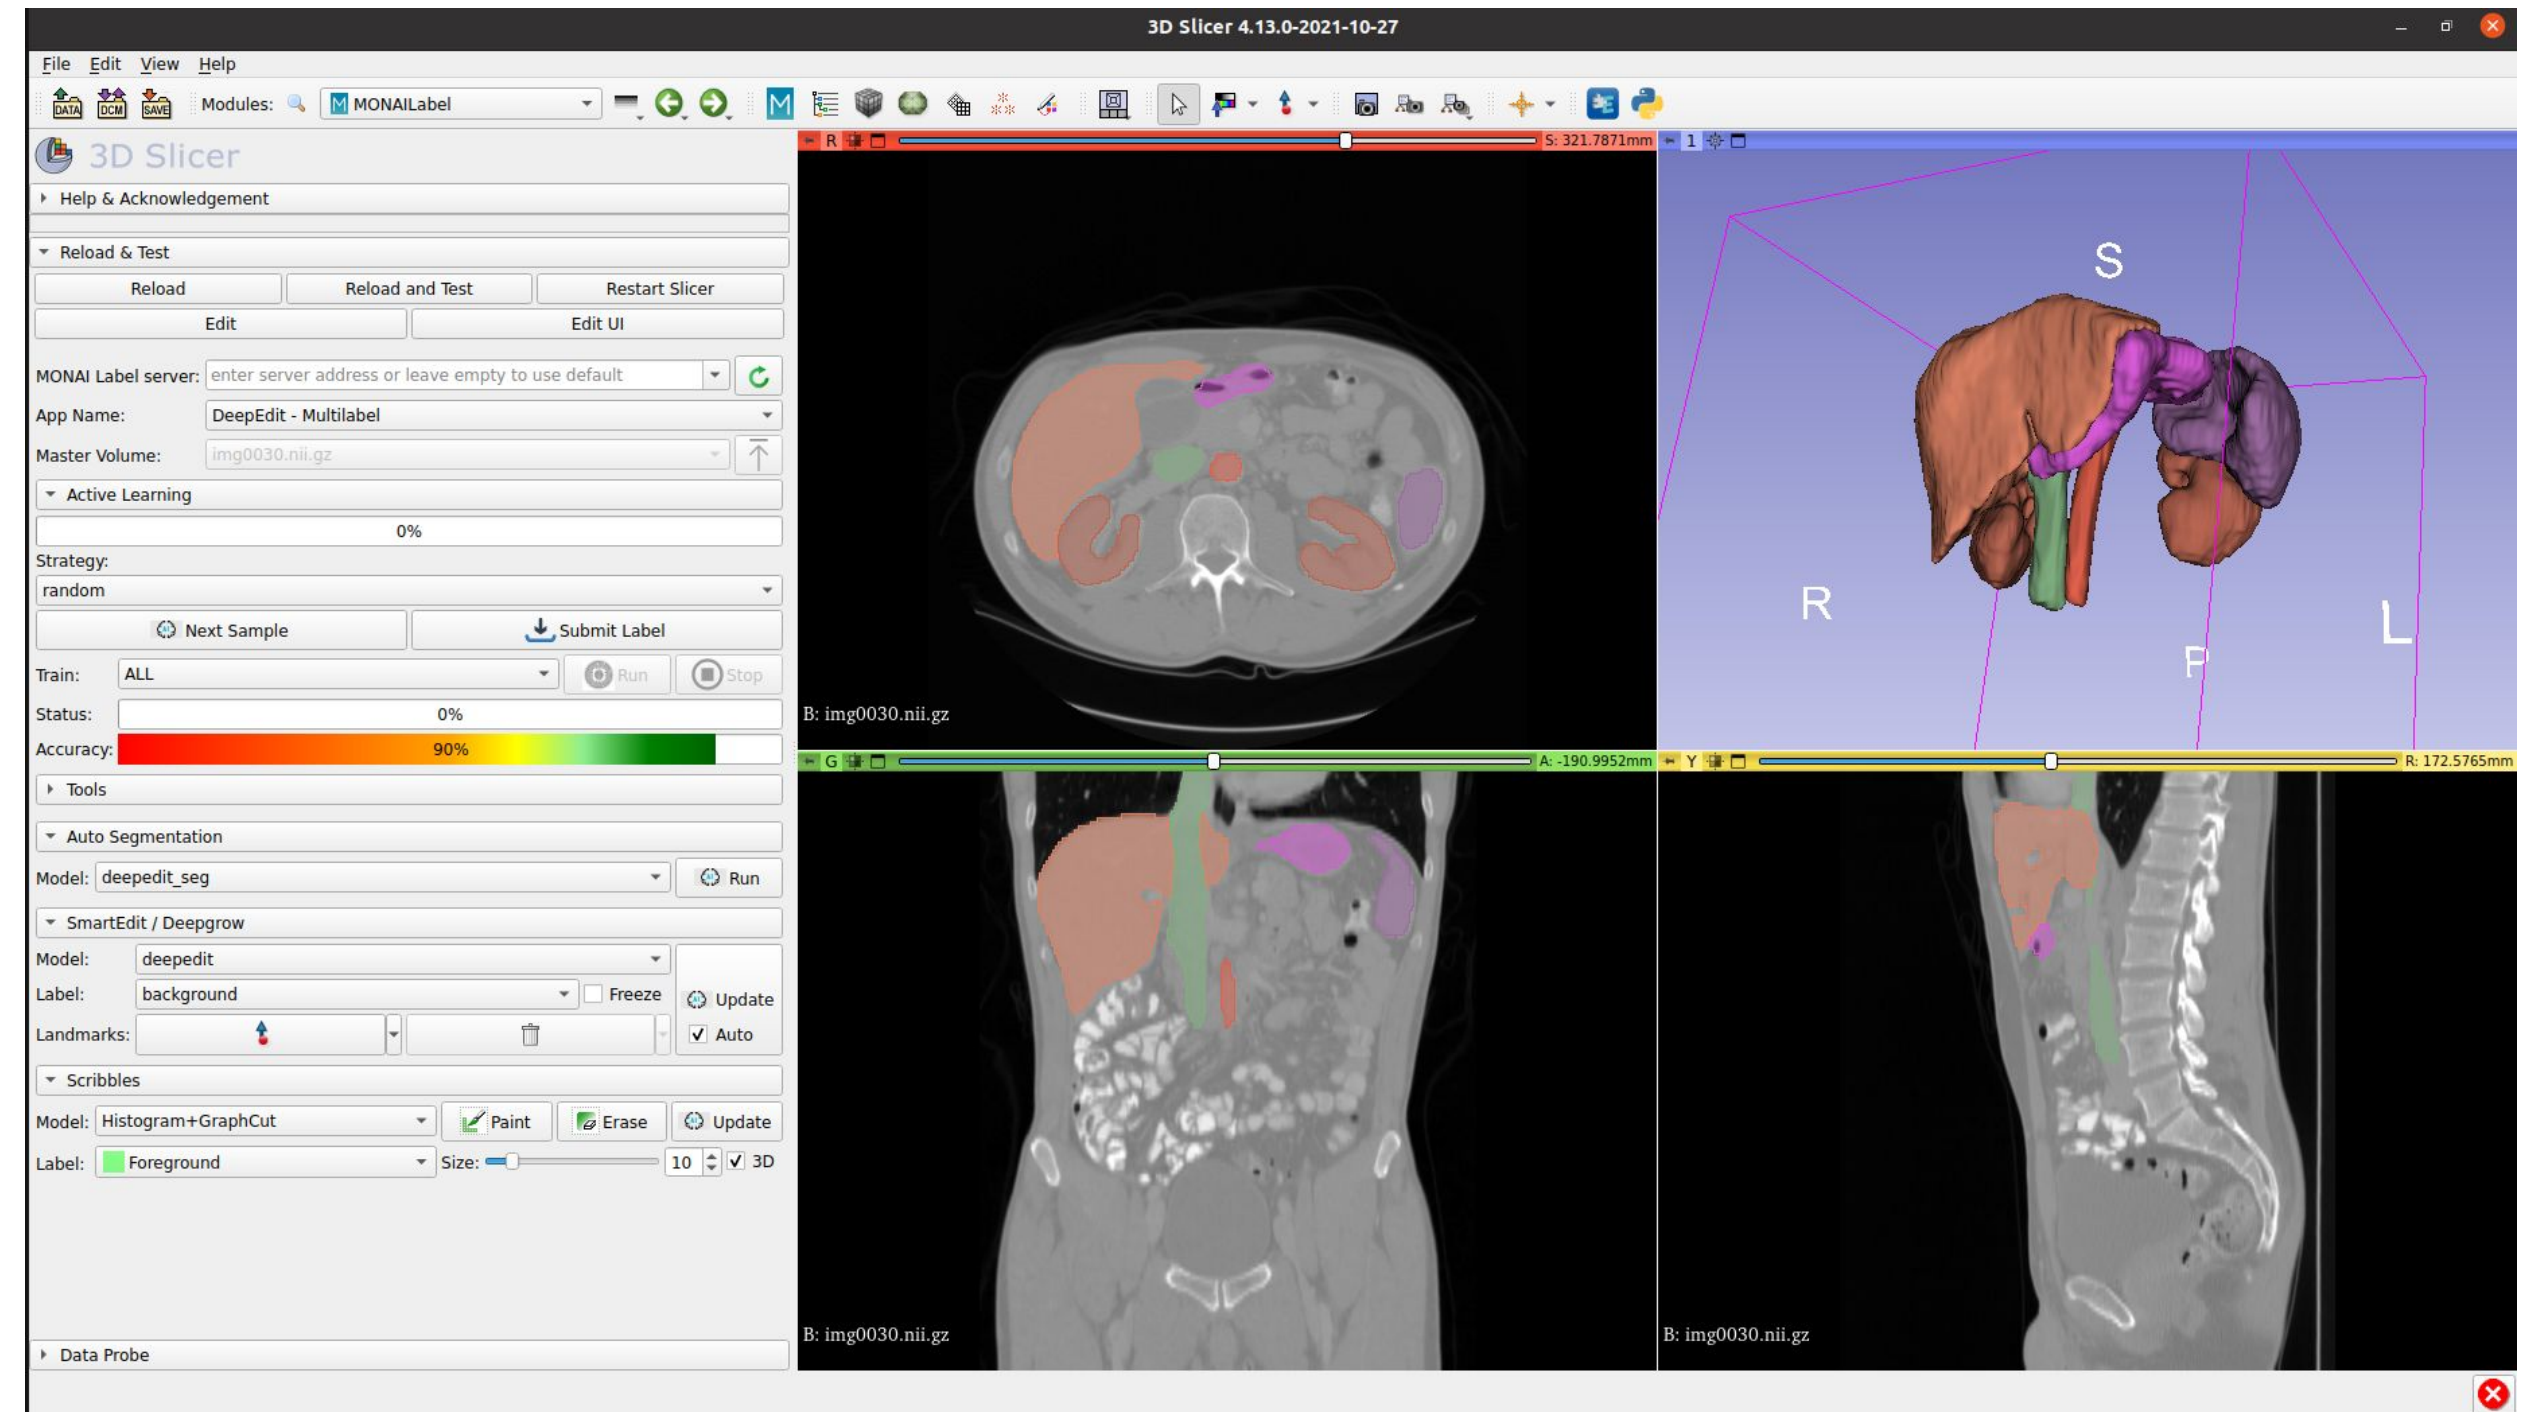 3D Slicer 4.13.0-2021-10-27
File Edit View Help
DATA DCM SAVE Modules: M MONAILabel M
3D Slicer
Help & Acknowledgement
Reload & Test
Reload Reload and Test Restart Slicer
Edit Edit UI
MONAI Label server: enter server address or leave empty to use default
App Name: DeepEdit - Multilabel
Master Volume: img0030.nii.gz
Active Learning
0%
Strategy:
random
Next Sample Submit Label
Train: ALL Run Stop
Status: 0%
Accuracy: 90%
Tools
Auto Segmentation
Model: deepedit_seg Run
SmartEdit / Deepgrow
Model: deepedit
Label: background Freeze Update
Landmarks: Auto
Scribbles
Model: Histogram+GraphCut Paint Erase Update
Label: Foreground Size: 10 3D
Data Probe
R S: 321.7871mm
B: img0030.nii.gz
1
S
R
L
P
G A: -190.9952mm
B: img0030.nii.gz
Y R: 172.5765mm
B: img0030.nii.gz